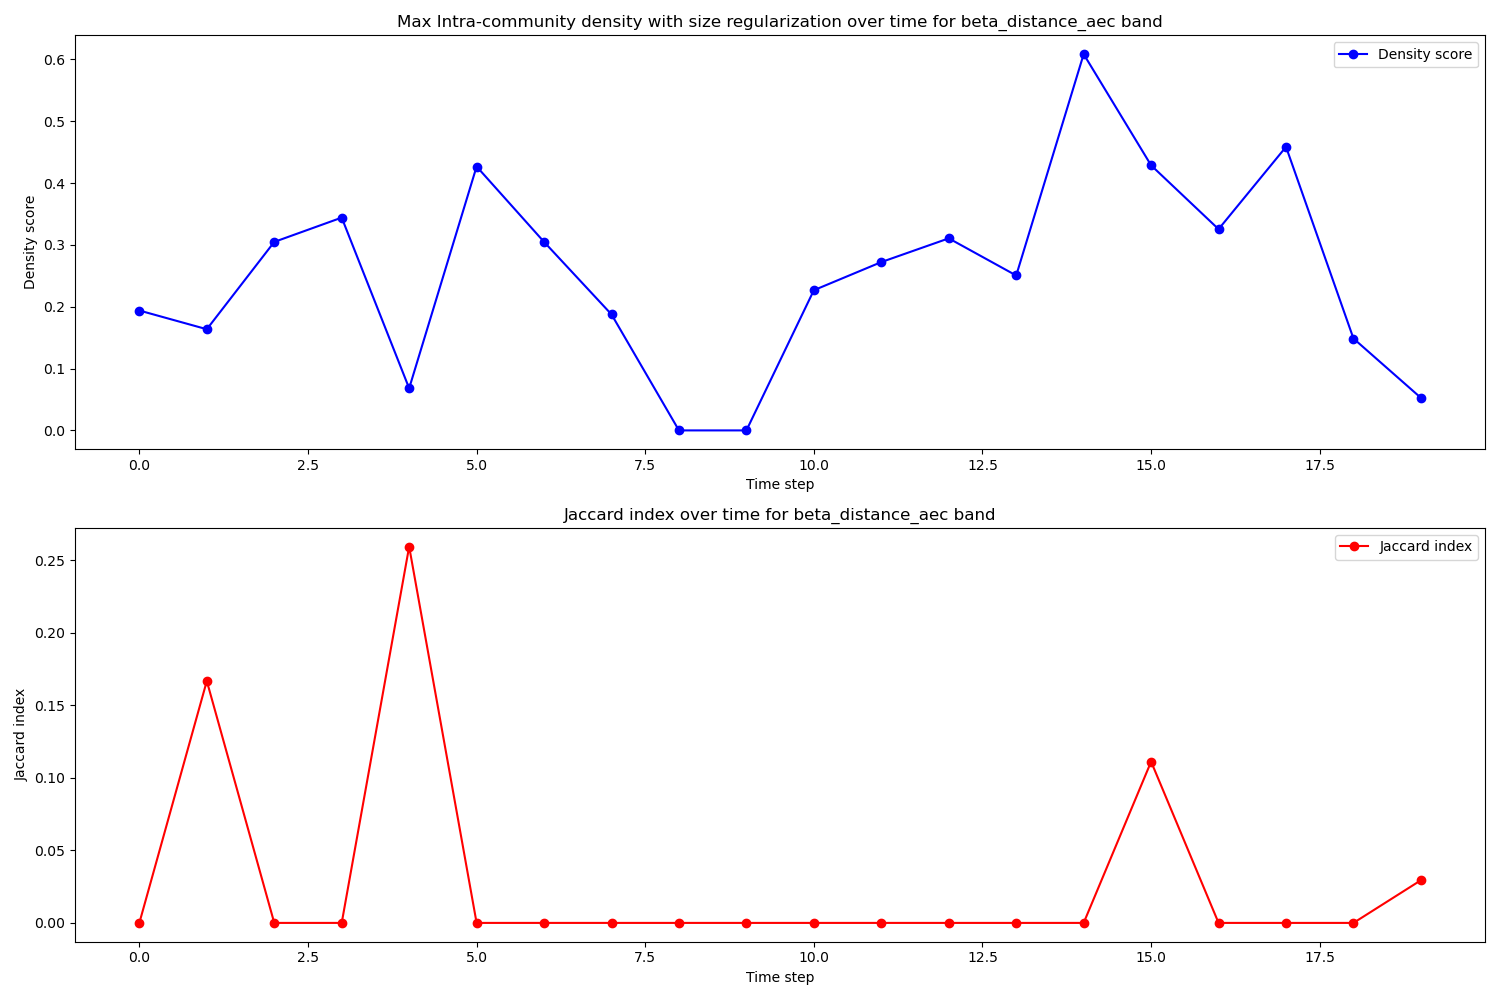 Max Intra-community density with size regularization over time for beta_distance_aec band
Density score
0.6
0.5
0.4
0.3
0.2
0.1
0.0
Density score
0.0 2.5 5.0 7.5 10.0 12.5 15.0 17.5
Time step
Jaccard index over time for beta_distance_aec band
Jaccard index
0.25
0.20
0.15
0.10
0.05
0.00
Jaccard index
0.0 2.5 5.0 7.5 10.0 12.5 15.0 17.5
Time step